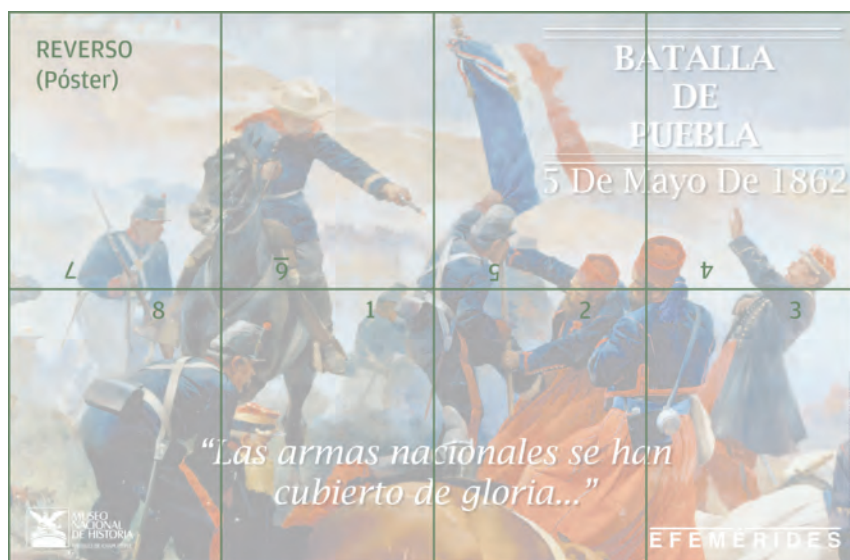 REVERSO
(Póster)
BATALLA
DE
PUEBLA
5 De Mayo De 1862
7
6
5
4
8
1
2
3
“Las armas nacionales se han
cubierto de gloria...”
MUSEO
NACIONAL
DE HISTORIA
EFEMÉRIDES